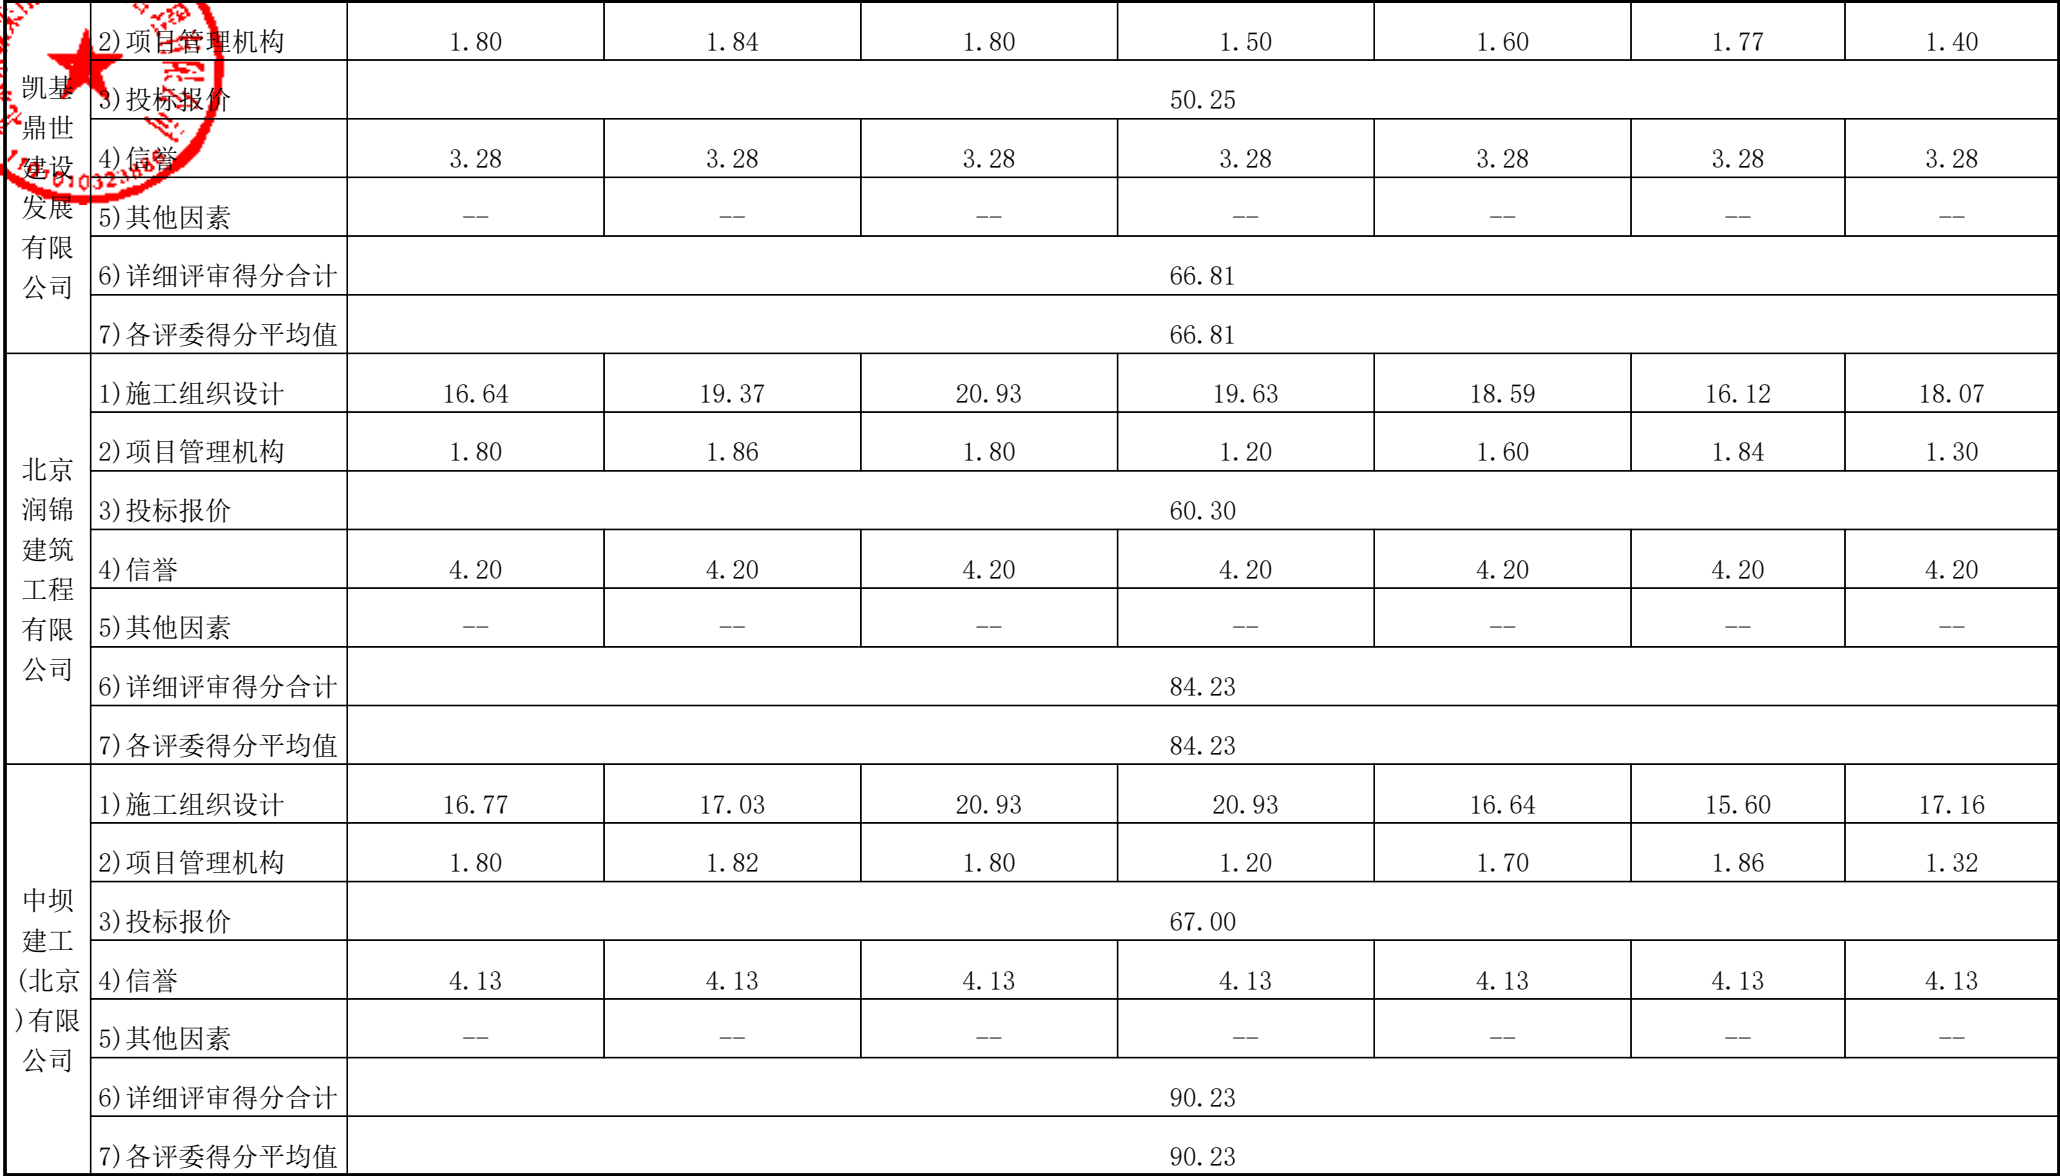 凯基
鼎世
建设
发展
有限
公司
2)项目管理机构 1.80 1.84 1.80 1.50 1.60 1.77 1.40
3)投标报价 50.25
4)信誉 3.28 3.28 3.28 3.28 3.28 3.28 3.28
5)其他因素 -- -- -- -- -- -- --
6)详细评审得分合计 66.81
7)各评委得分平均值 66.81
北京
润锦
建筑
工程
有限
公司
1)施工组织设计 16.64 19.37 20.93 19.63 18.59 16.12 18.07
2)项目管理机构 1.80 1.86 1.80 1.20 1.60 1.84 1.30
3)投标报价 60.30
4)信誉 4.20 4.20 4.20 4.20 4.20 4.20 4.20
5)其他因素 -- -- -- -- -- -- --
6)详细评审得分合计 84.23
7)各评委得分平均值 84.23
中坝
建工
(北京
)有限
公司
1)施工组织设计 16.77 17.03 20.93 20.93 16.64 15.60 17.16
2)项目管理机构 1.80 1.82 1.80 1.20 1.70 1.86 1.32
3)投标报价 67.00
4)信誉 4.13 4.13 4.13 4.13 4.13 4.13 4.13
5)其他因素 -- -- -- -- -- -- --
6)详细评审得分合计 90.23
7)各评委得分平均值 90.23